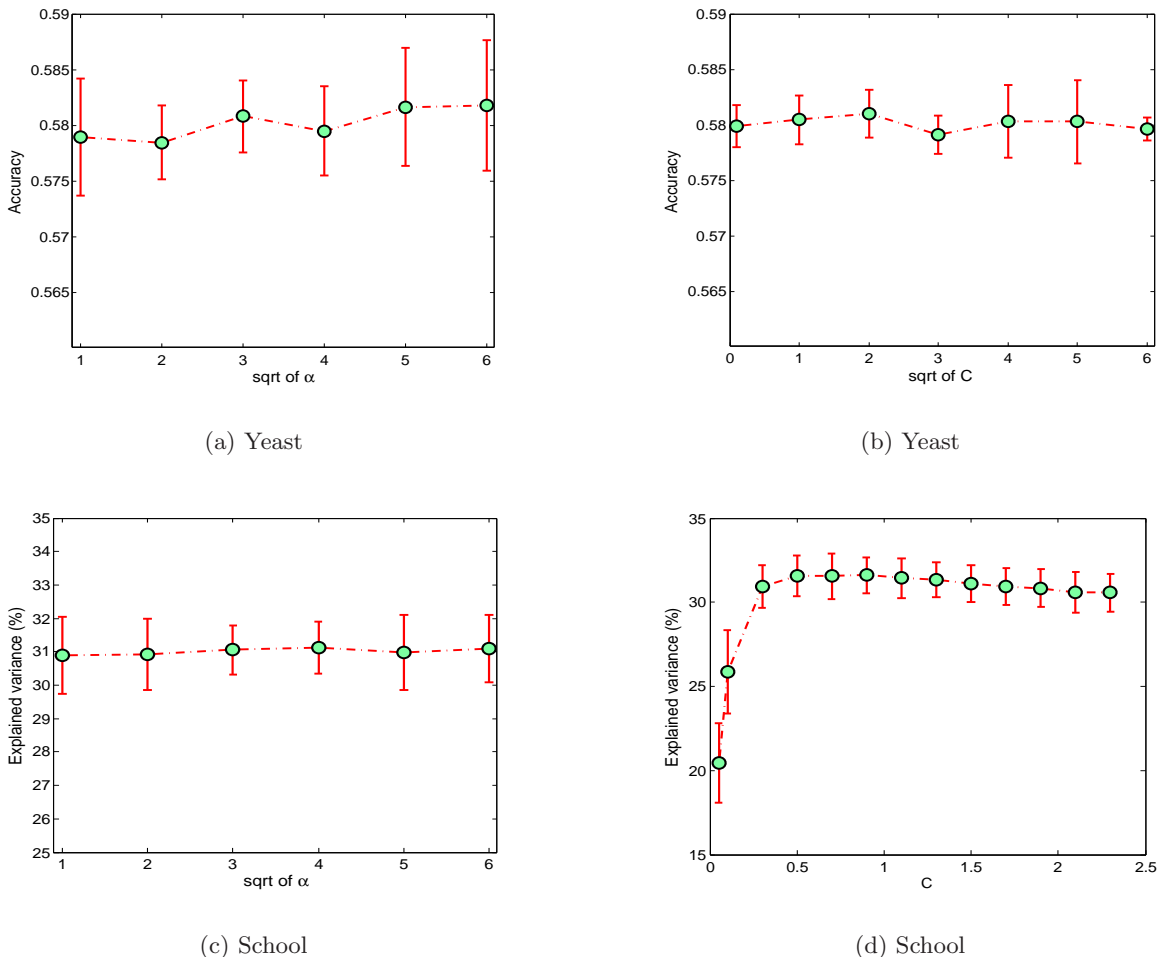 0.59
0.585
0.58
0.575
0.57
0.565
Accuracy
1 2 3 4 5 6
sqrt of α
(a) Yeast
0.59
0.585
0.58
0.575
0.57
0.565
Accuracy
0 1 2 3 4 5 6
sqrt of C
(b) Yeast
35
34
33
32
31
30
29
28
27
26
25
Explained variance (%)
1 2 3 4 5 6
sqrt of α
(c) School
35
30
25
20
15
Explained variance (%)
0 0.5 1 1.5 2 2.5
C
(d) School